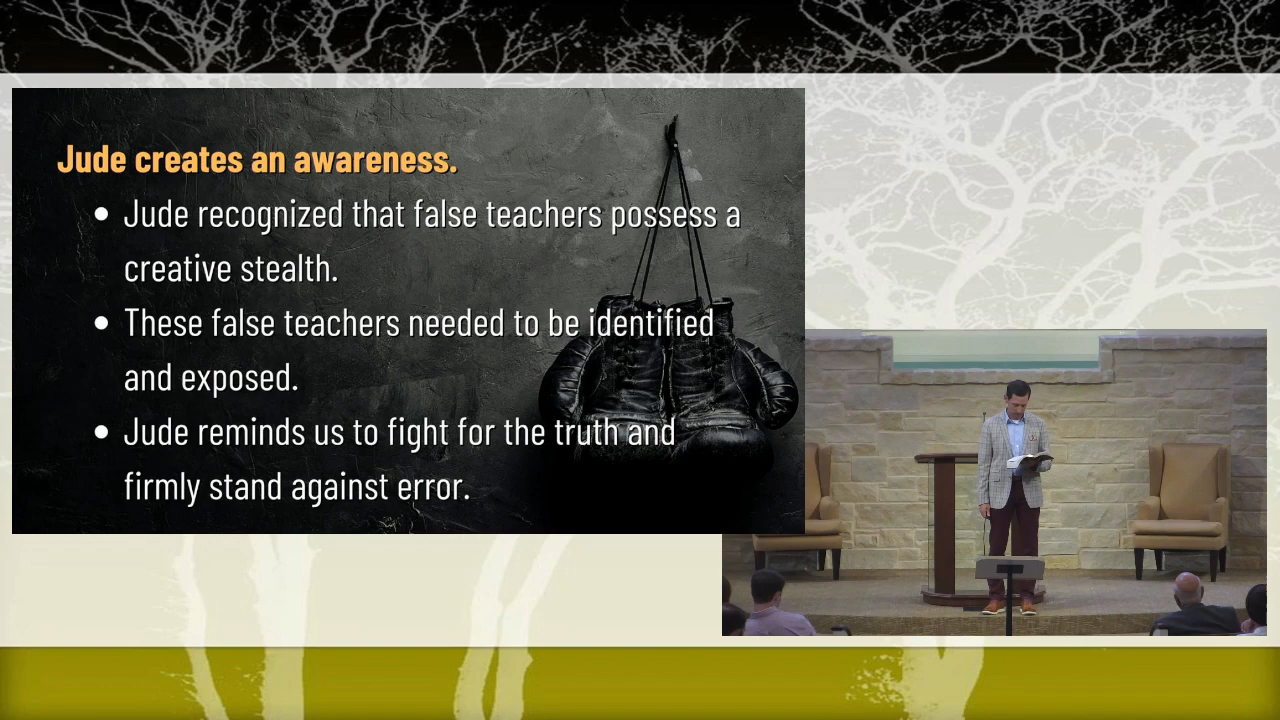 Jude creates an awareness.
• Jude recognized that false teachers possess a
creative stealth.
• These false teachers needed to be identified
and exposed.
• Jude reminds us to fight for the truth and
firmly stand against error.